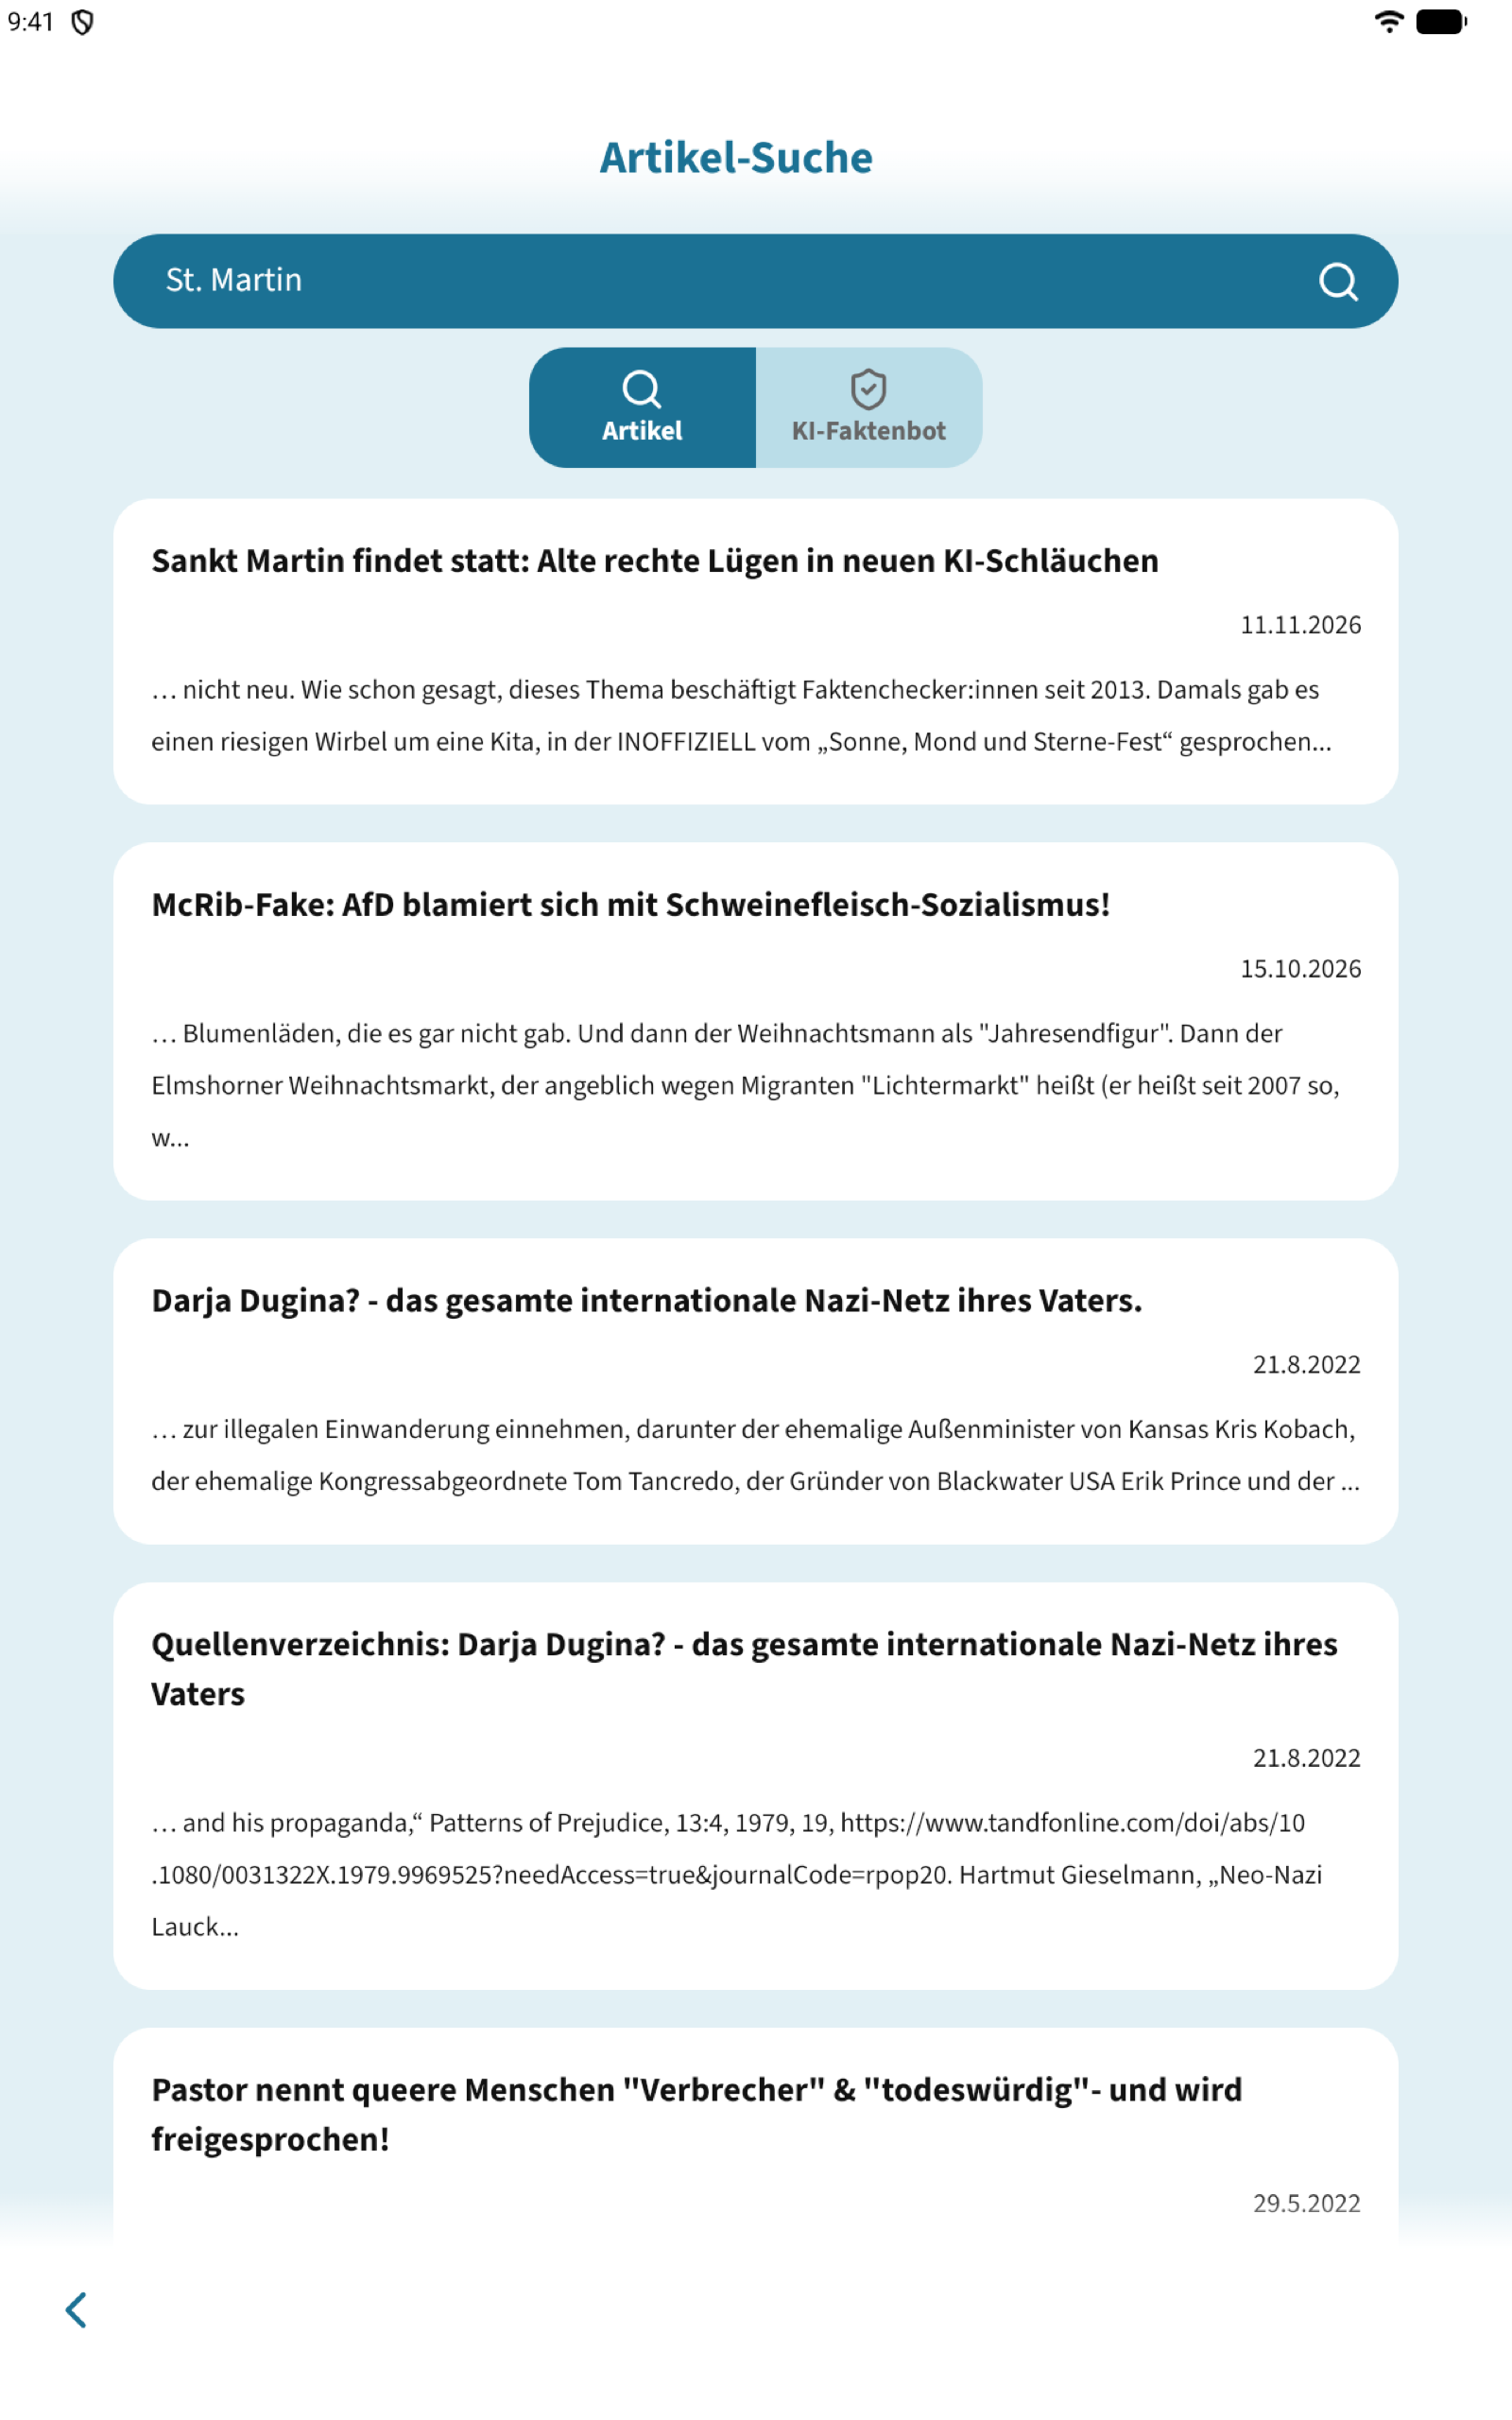 9:41
Artikel-Suche
St. Martin
Artikel
KI-Faktenbot
Sankt Martin findet statt: Alte rechte Lügen in neuen KI-Schläuchen
11.11.2026
… nicht neu. Wie schon gesagt, dieses Thema beschäftigt Faktenchecker:innen seit 2013. Damals gab es
einen riesigen Wirbel um eine Kita, in der INOFFIZIELL vom „Sonne, Mond und Sterne-Fest“ gesprochen...
McRib-Fake: AfD blamiert sich mit Schweinefleisch-Sozialismus!
15.10.2026
… Blumenläden, die es gar nicht gab. Und dann der Weihnachtsmann als "Jahresendfigur". Dann der
Elmshorner Weihnachtsmarkt, der angeblich wegen Migranten "Lichtermarkt" heißt (er heißt seit 2007 so,
w...
Darja Dugina? - das gesamte internationale Nazi-Netz ihres Vaters.
21.8.2022
… zur illegalen Einwanderung einnehmen, darunter der ehemalige Außenminister von Kansas Kris Kobach,
der ehemalige Kongressabgeordnete Tom Tancredo, der Gründer von Blackwater USA Erik Prince und der ...
Quellenverzeichnis: Darja Dugina? - das gesamte internationale Nazi-Netz ihres
Vaters
21.8.2022
… and his propaganda,“ Patterns of Prejudice, 13:4, 1979, 19, https://www.tandfonline.com/doi/abs/10
.1080/0031322X.1979.9969525?needAccess=true&journalCode=rpop20. Hartmut Gieselmann, „Neo-Nazi
Lauck...
Pastor nennt queere Menschen "Verbrecher" & "todeswürdig"- und wird
freigesprochen!
29.5.2022